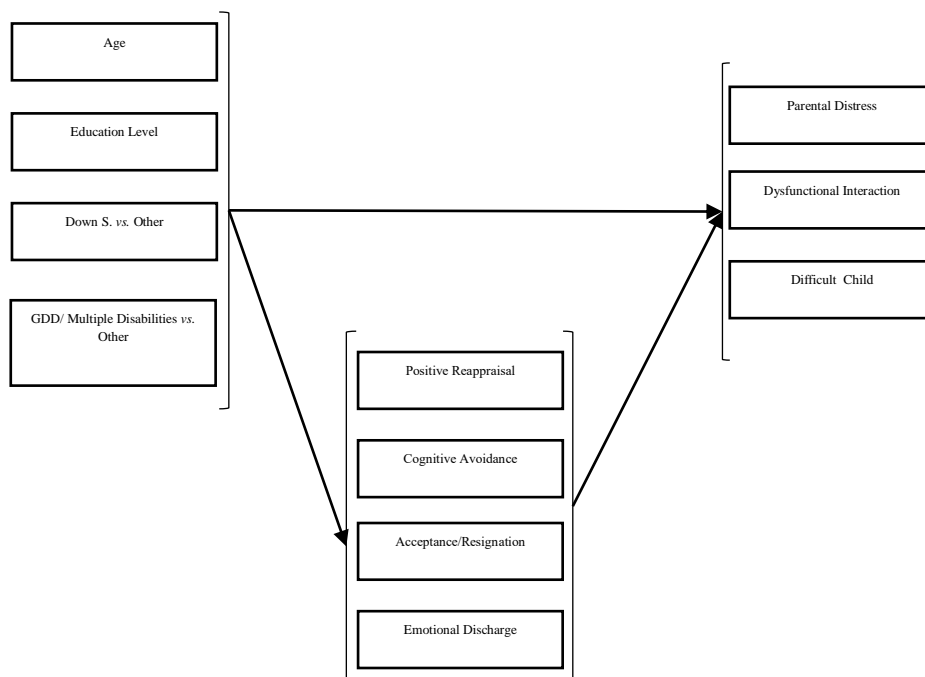 Age
Education Level
Down S. vs. Other
GDD/ Multiple Disabilities vs.
Other
Parental Distress
Dysfunctional Interaction
Difficult Child
Positive Reappraisal
Cognitive Avoidance
Acceptance/Resignation
Emotional Discharge